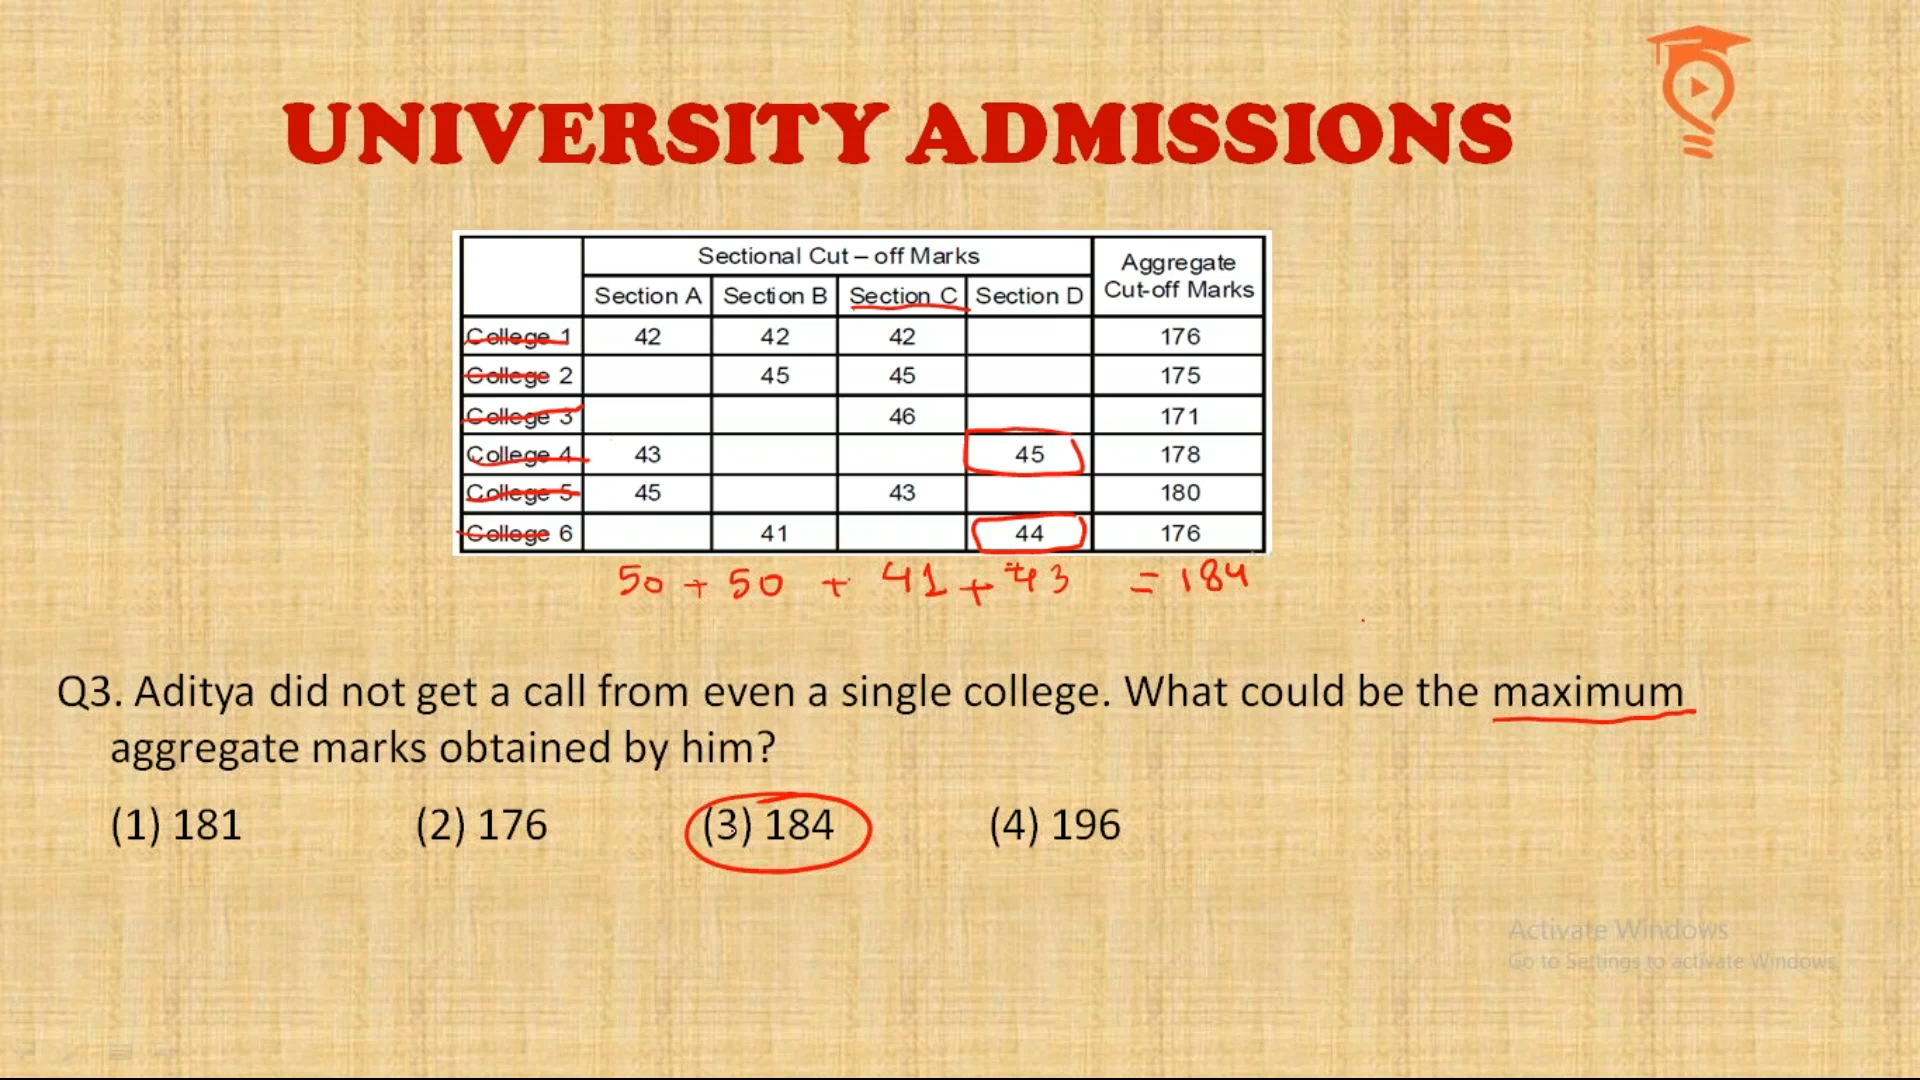 UNIVERSITY ADMISSIONS
Sectional Cut – off Marks Aggregate Cut-off Marks
Section A Section B Section C Section D
College 1 42 42 42 176
College 2 45 45 175
College 3 46 171
College 4 43 45 178
College 5 45 43 180
College 6 41 44 176
50 + 50 + 41 + 43 = 184
Q3. Aditya did not get a call from even a single college. What could be the maximum
aggregate marks obtained by him?
(1) 181 (2) 176 (3) 184 (4) 196
Activate Windows
Go to Settings to activate Windows.